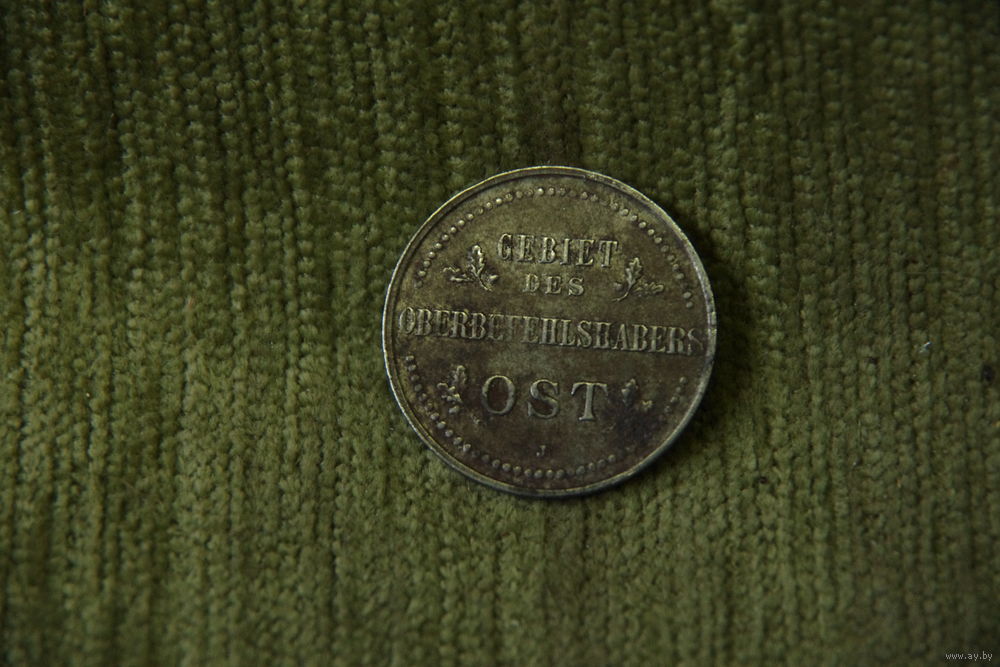 GEBIET
DES
OBERBEFEHLSHABERS
OST
J
www.ay.by